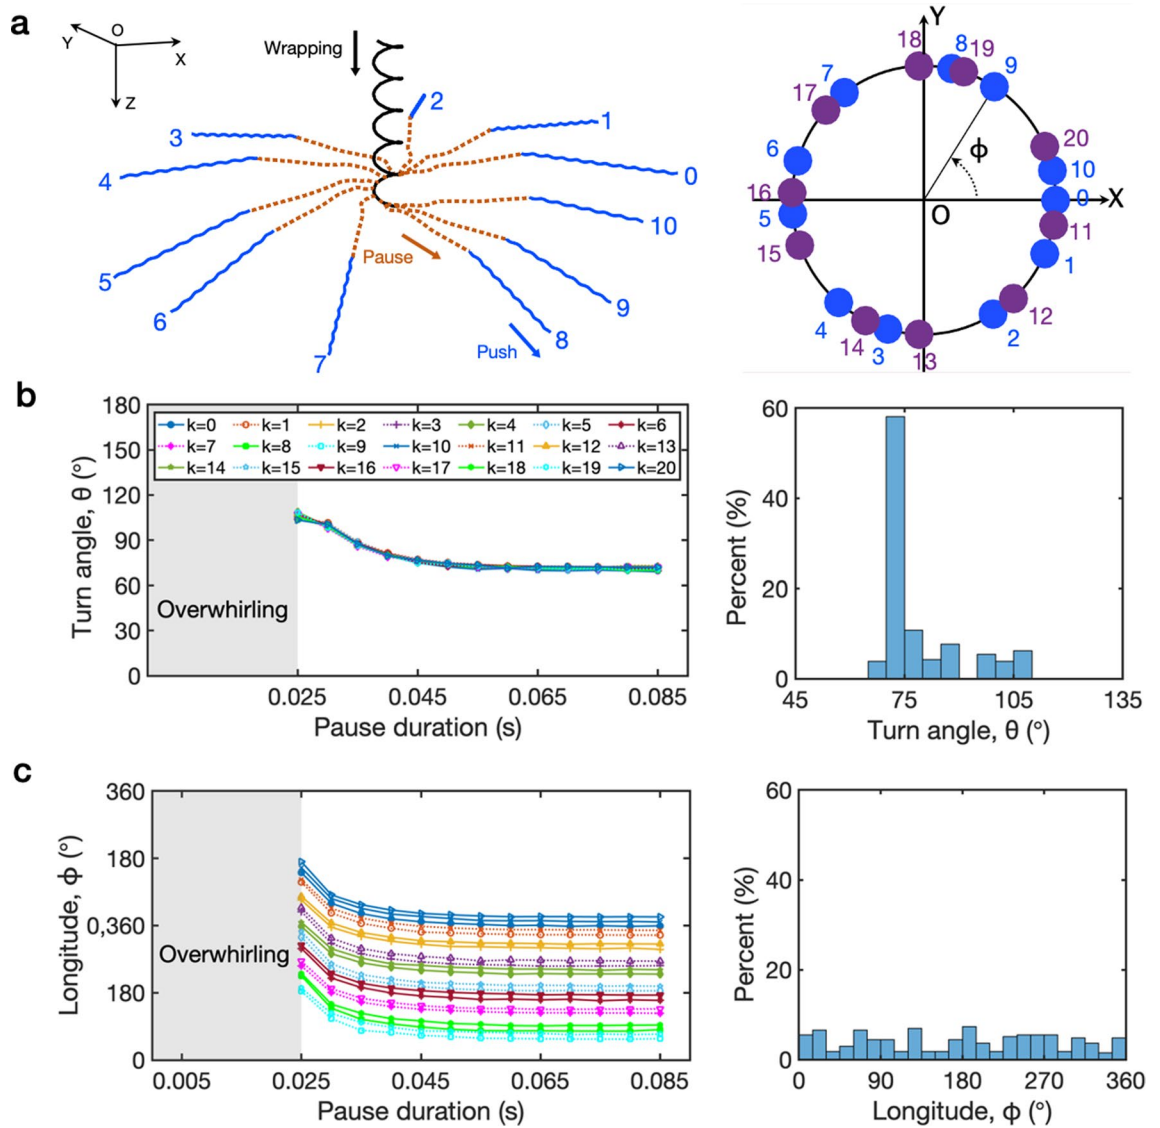 a
O
Y
X
Z
Wrapping
2
1
3
4
0
10
5
Pause
9
6
Push
8
7
Y
18
8
19
9
7
17
ϕ
20
6
10
16
0
X
O
5
11
15
1
4
12
14
3
13
2
b
180
150
120
90
60
30
0
Turn angle, θ (°)
k=0 k=1 k=2 k=3 k=4 k=5 k=6
k=7 k=8 k=9 k=10 k=11 k=12 k=13
k=14 k=15 k=16 k=17 k=18 k=19 k=20
Overwhirling
0.025 0.045 0.065 0.085
Pause duration (s)
60
40
20
0
Percent (%)
45 75 105 135
Turn angle, θ (°)
c
360
180
0,360
180
0
Longitude, ϕ (°)
Overwhirling
0.005 0.025 0.045 0.065 0.085
Pause duration (s)
60
40
20
0
Percent (%)
0 90 180 270 360
Longitude, ϕ (°)